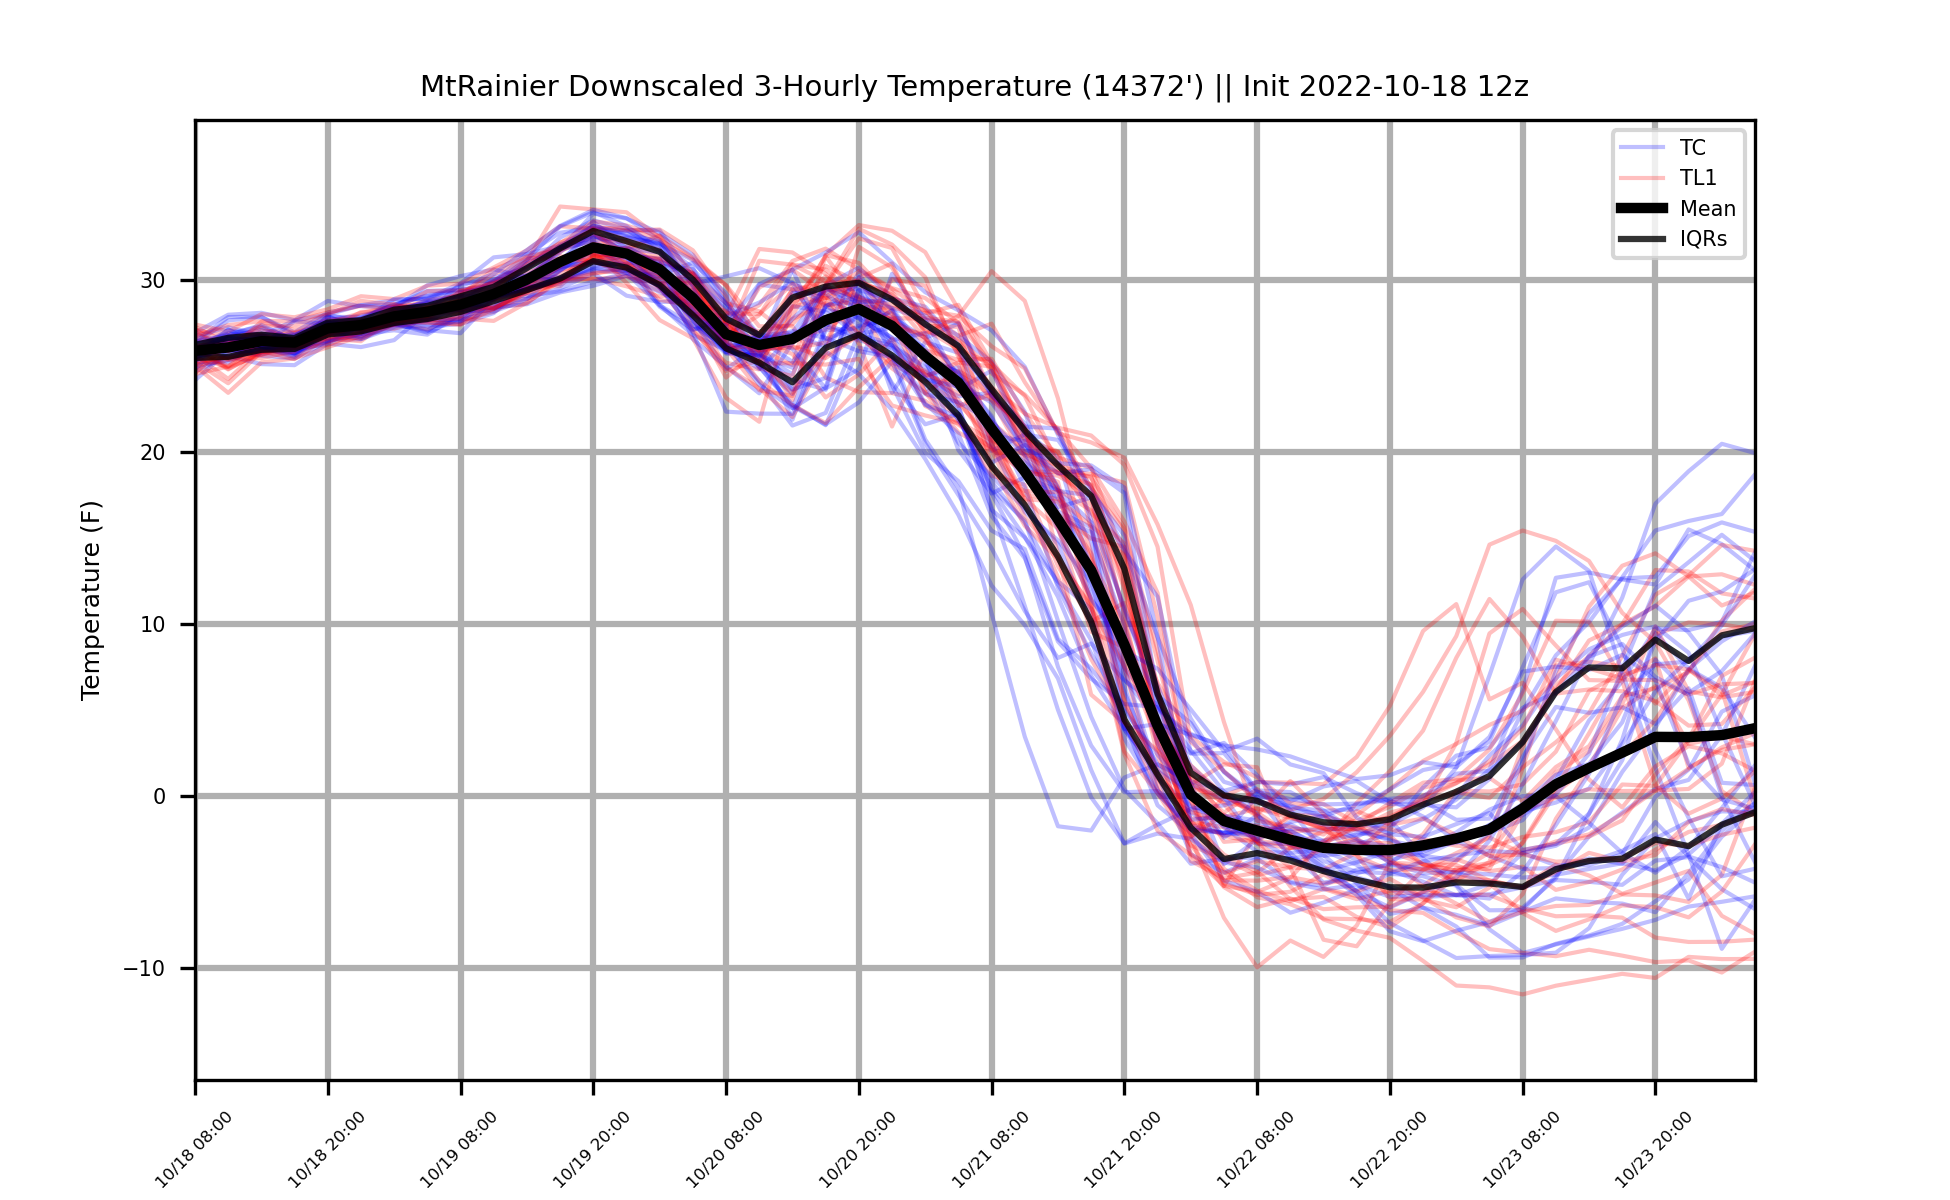 MtRainier Downscaled 3-Hourly Temperature (14372') || Init 2022-10-18 12z
TC
TL1
Mean
IQRs
Temperature (F)
30
20
10
0
−10
10/18 08:00
10/18 20:00
10/19 08:00
10/19 20:00
10/20 08:00
10/20 20:00
10/21 08:00
10/21 20:00
10/22 08:00
10/22 20:00
10/23 08:00
10/23 20:00